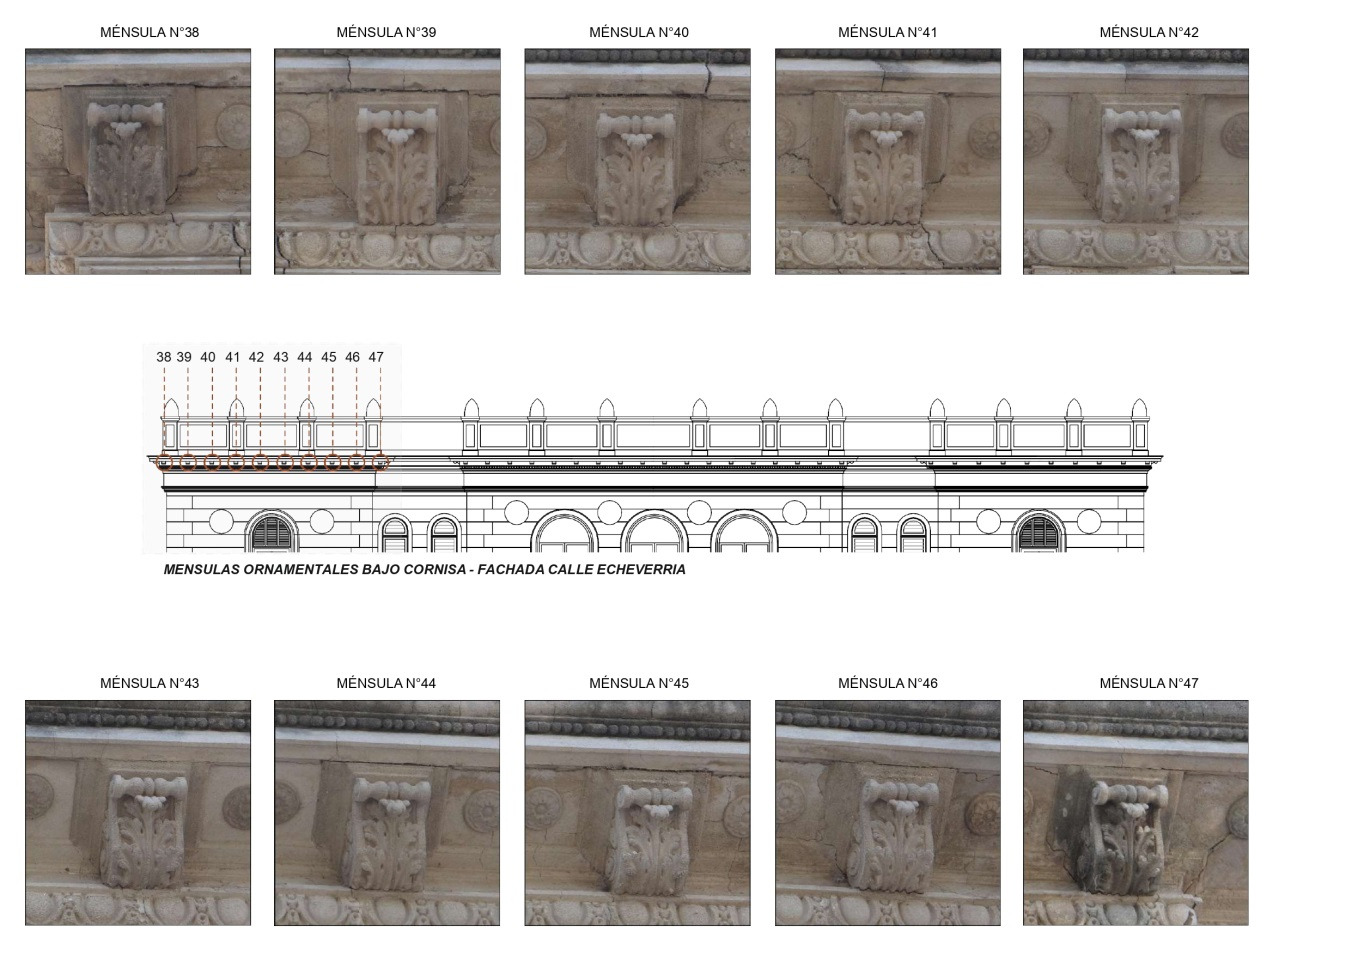 MÉNSULA N°38 MÉNSULA N°39 MÉNSULA N°40 MÉNSULA N°41 MÉNSULA N°42
38 39 40 41 42 43 44 45 46 47
MENSULAS ORNAMENTALES BAJO CORNISA - FACHADA CALLE ECHEVERRIA
MÉNSULA N°43 MÉNSULA N°44 MÉNSULA N°45 MÉNSULA N°46 MÉNSULA N°47